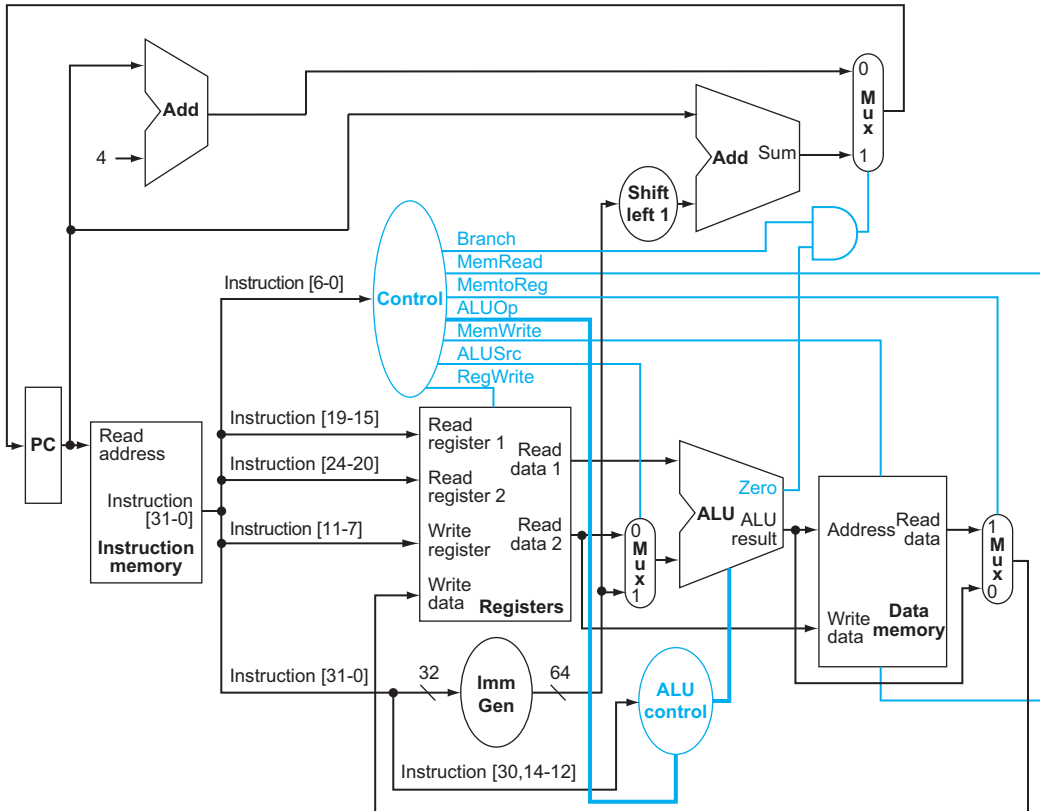 0
Add
M
u
x
4
Add
Sum
1
Shift
left 1
Branch
MemRead
Instruction [6-0]
MemtoReg
Control
ALUOp
MemWrite
ALUSrc
RegWrite
PC
Read
address
Instruction
[31-0]
Instruction
memory
Instruction [19-15]
Instruction [24-20]
Instruction [11-7]
Read
register 1
Read
register 2
Write
register
Write
data
Read
data 1
Read
data 2
Registers
0
M
u
x
1
Zero
ALU
ALU
result
Address
Read
data
Write
data
Data
memory
1
M
u
x
0
Instruction [31-0]
32
Imm
Gen
64
ALU
control
Instruction [30,14-12]